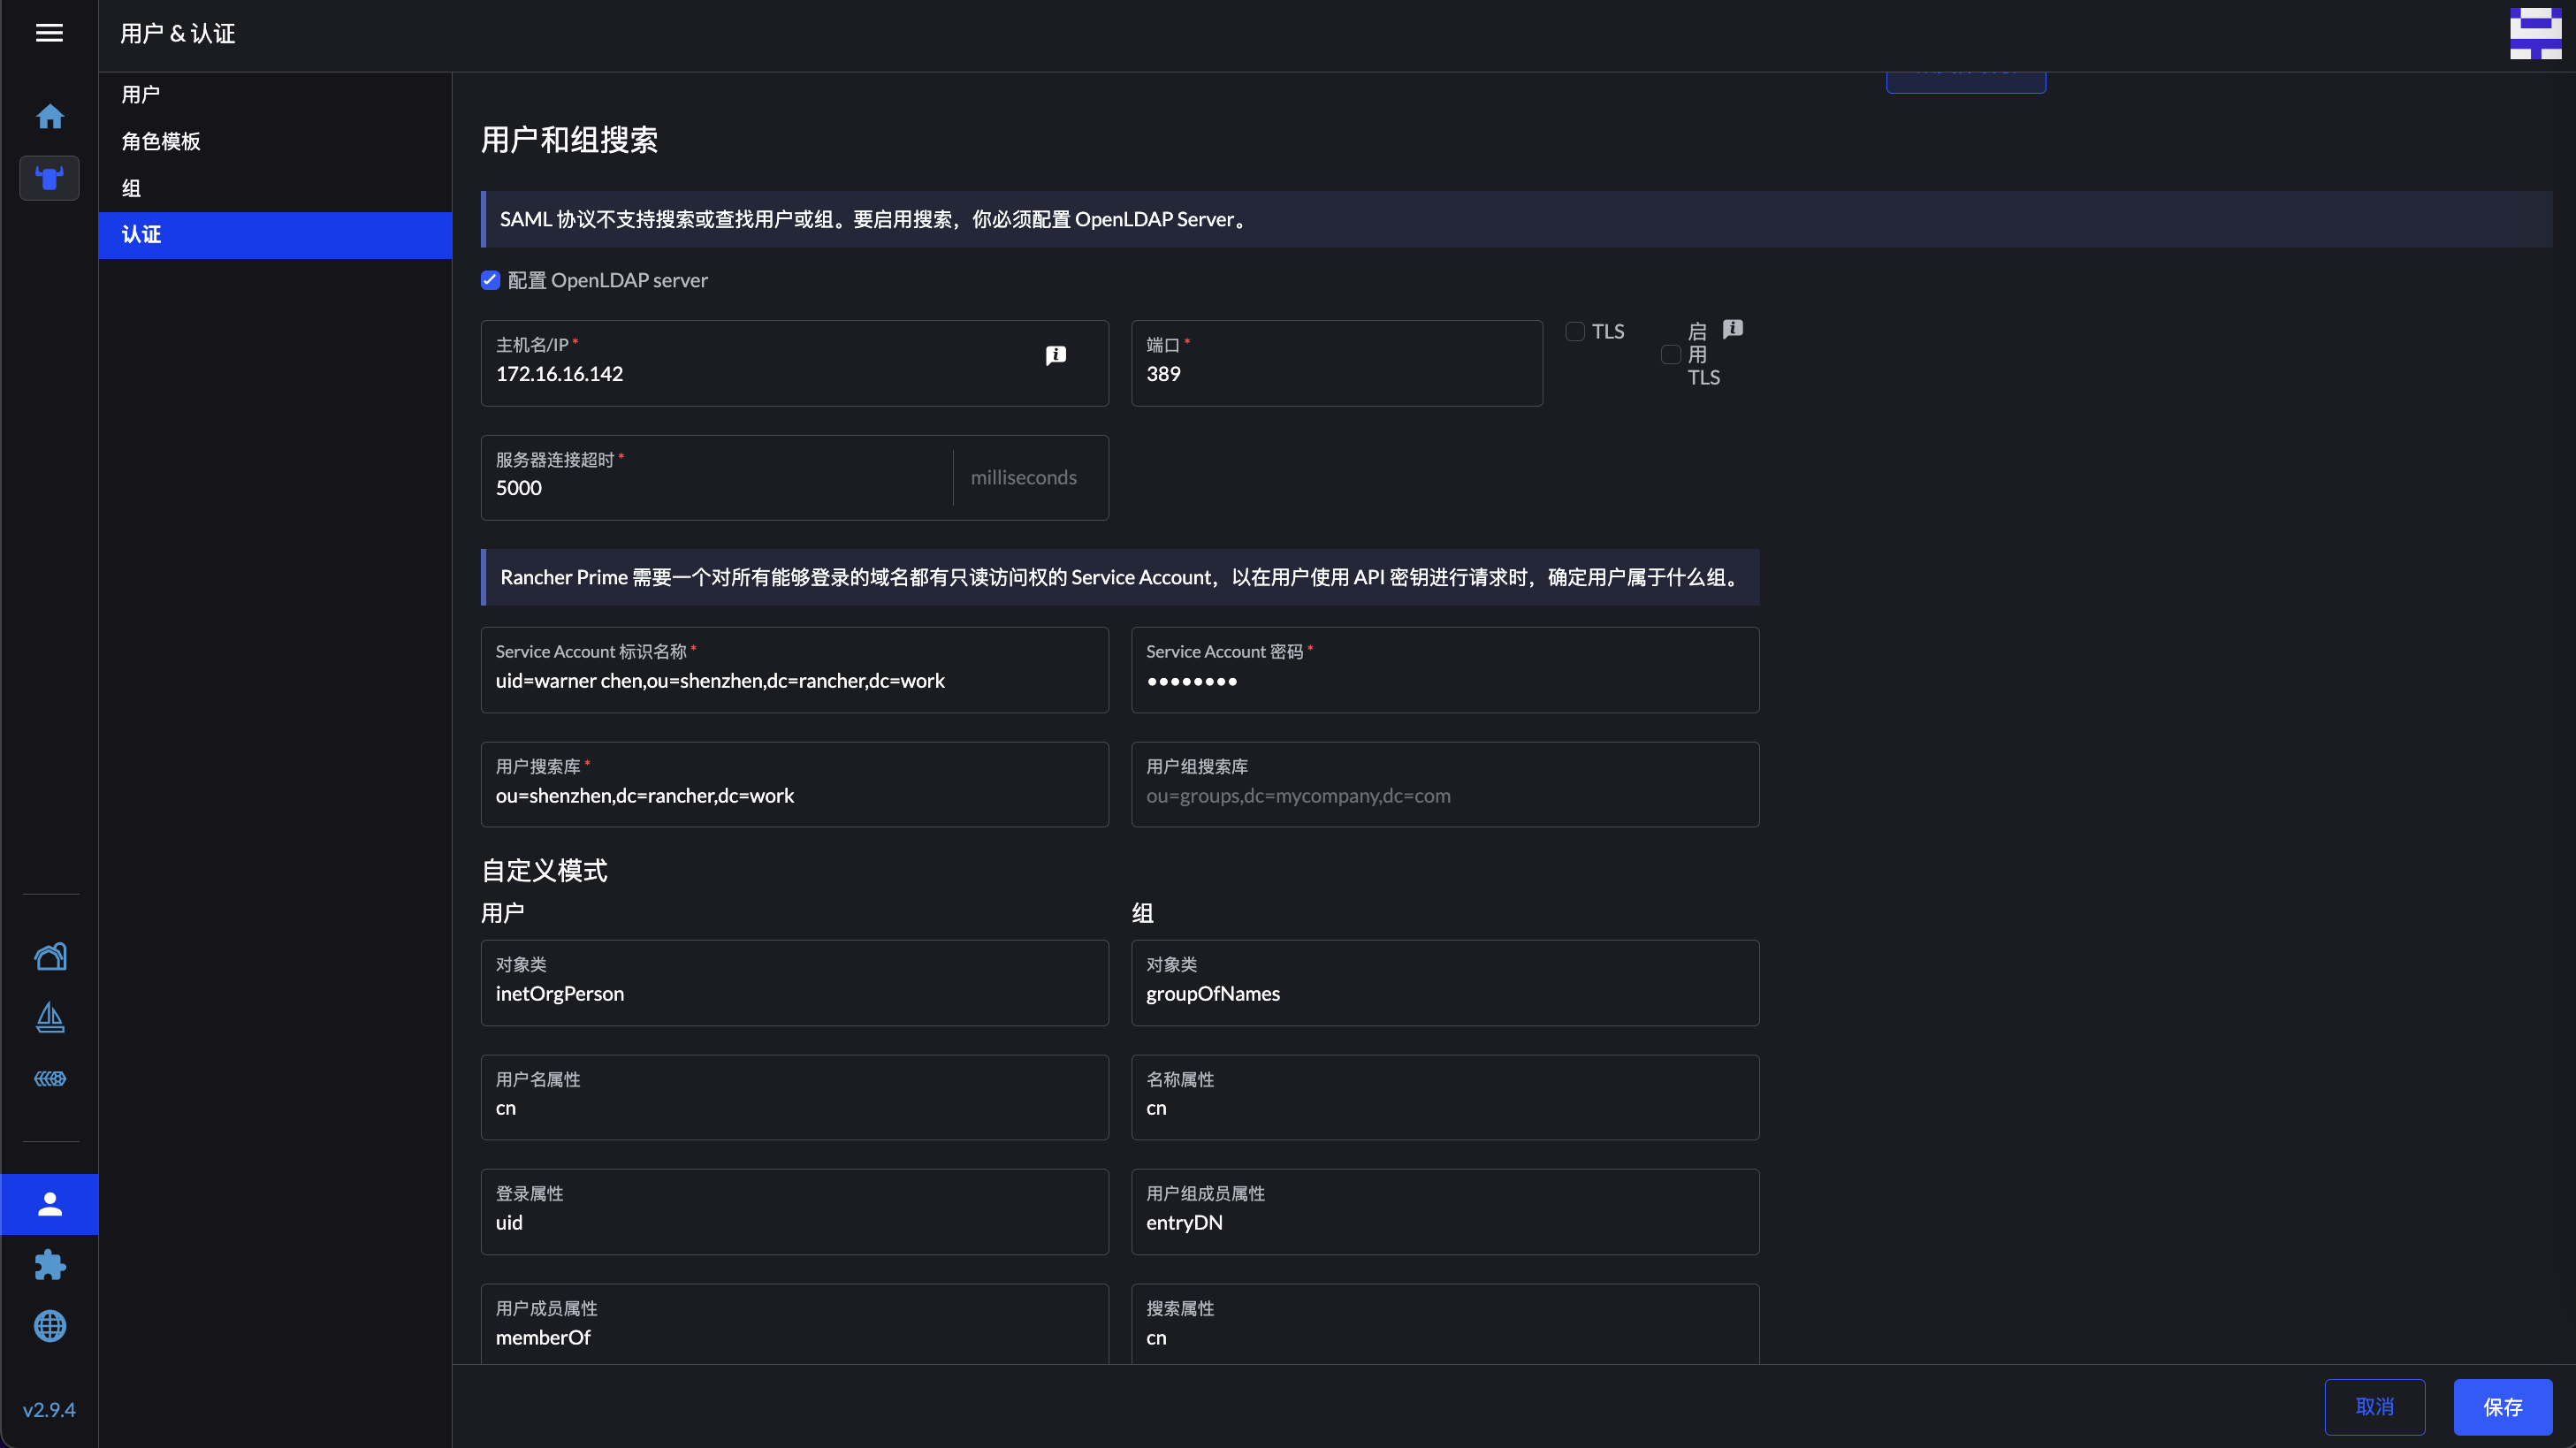 用户 & 认证
用户
角色模板
组
认证
v2.9.4
用户和组搜索
SAML 协议不支持搜索或查找用户或组。要启用搜索，你必须配置 OpenLDAP Server。
配置 OpenLDAP server
主机名/IP *
172.16.16.142
端口 *
389
TLS
启用 TLS
服务器连接超时 *
5000
milliseconds
Rancher Prime 需要一个对所有能够登录的域名都有只读访问权的 Service Account，以在用户使用 API 密钥进行请求时，确定用户属于什么组。
Service Account 标识名称 *
uid=warner chen,ou=shenzhen,dc=rancher,dc=work
Service Account 密码 *
••••••••
用户搜索库 *
ou=shenzhen,dc=rancher,dc=work
用户组搜索库
ou=groups,dc=mycompany,dc=com
自定义模式
用户
组
对象类
inetOrgPerson
对象类
groupOfNames
用户名属性
cn
名称属性
cn
登录属性
uid
用户组成员属性
entryDN
用户成员属性
memberOf
搜索属性
cn
取消
保存